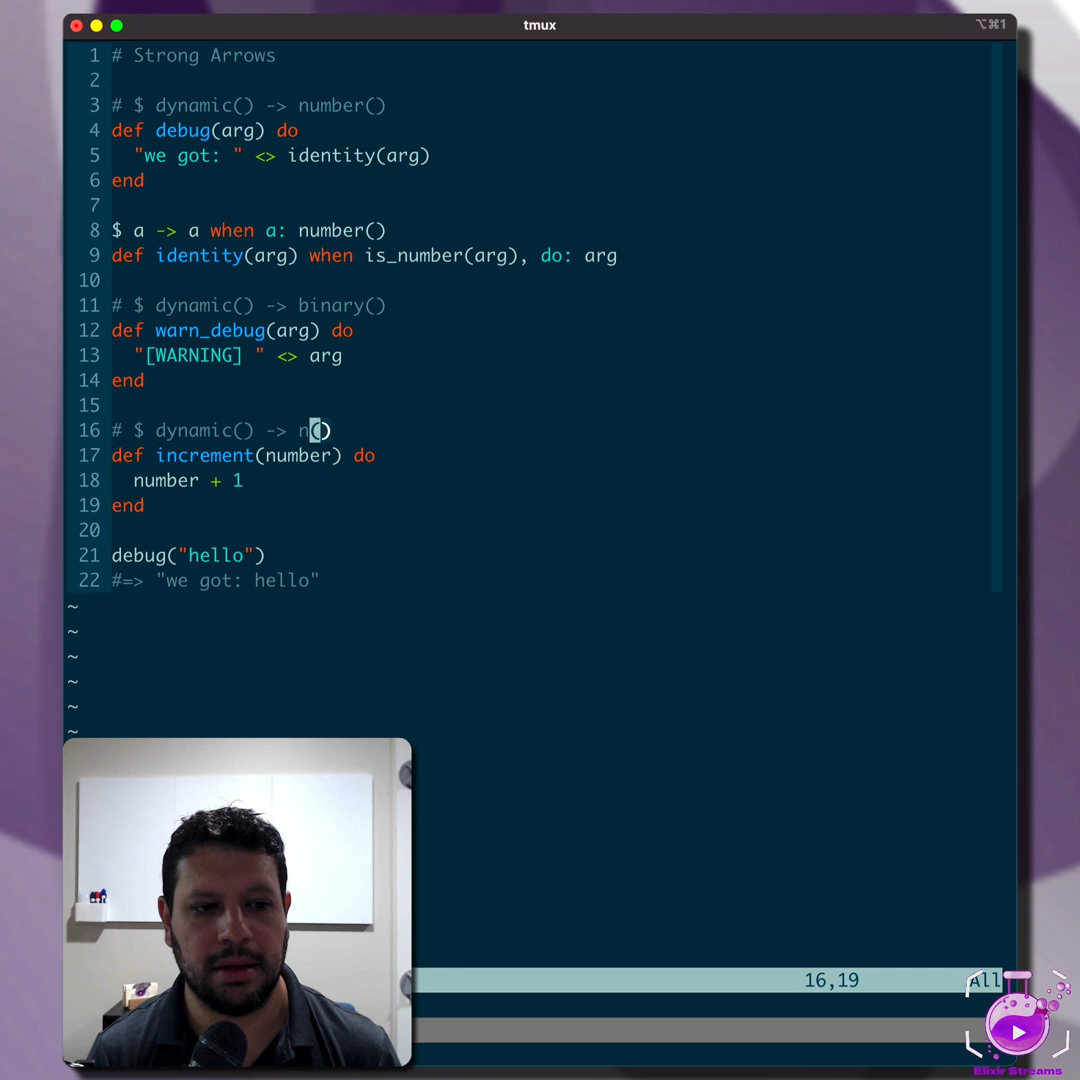 tmux
⌥⌘1
1 # Strong Arrows
2
3 # $ dynamic() -> number()
4 def debug(arg) do
5   "we got: " <> identity(arg)
6 end
7
8 $ a -> a when a: number()
9 def identity(arg) when is_number(arg), do: arg
10
11 # $ dynamic() -> binary()
12 def warn_debug(arg) do
13   "[WARNING] " <> arg
14 end
15
16 # $ dynamic() -> n()
17 def increment(number) do
18   number + 1
19 end
20
21 debug("hello")
22 #=> "we got: hello"
~
~
~
~
~
~
16,19 All
Elixir Streams